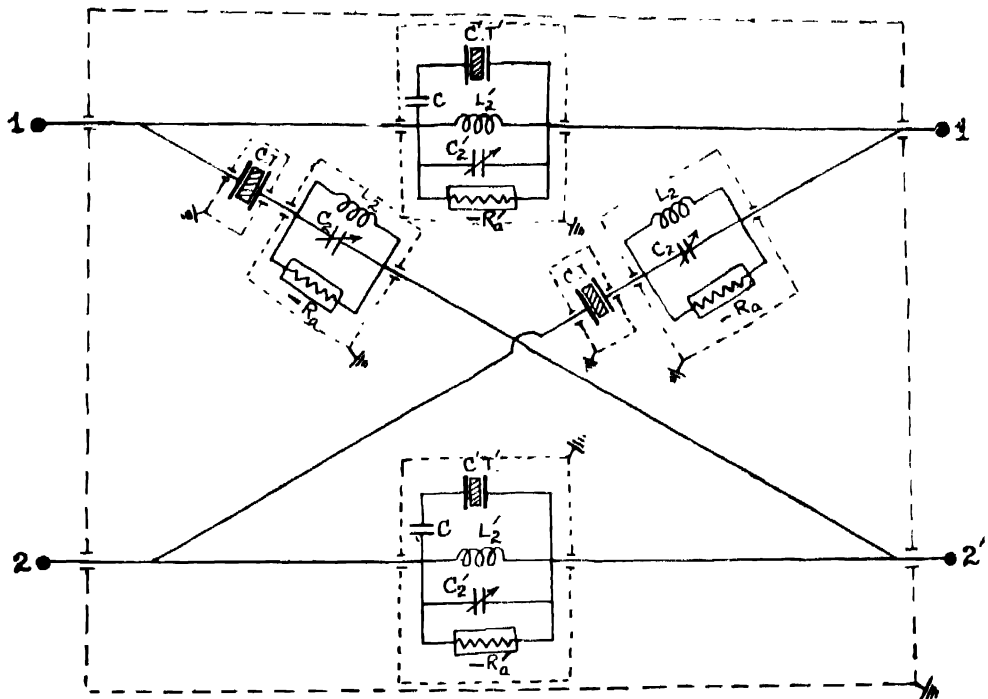 C'.T'
C
L₂'
1
1
C₂'
-Rₐ'
C.T
L₂
C₂
-Rₐ
L₂
C₂
C.T
-Rₐ
C'.T'
C
L₂'
2
2'
C₂'
-Rₐ'